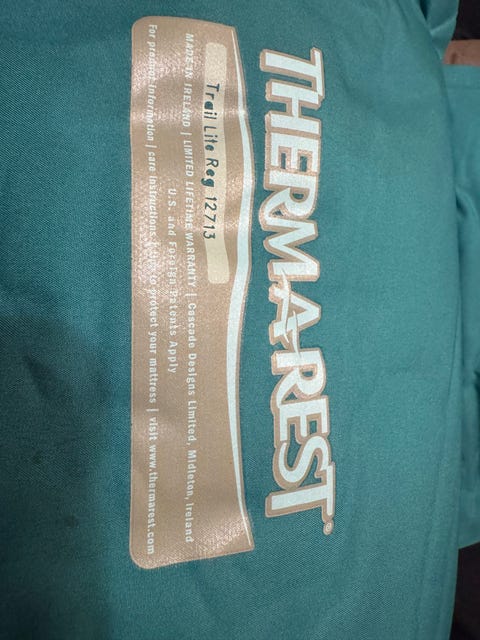 THERMAREST®
Trail Lite Reg 12713
MADE IN IRELAND | LIMITED LIFETIME WARRANTY | Cascade Designs Limited, Midleton, Ireland
U.S. and Foreign Patents Apply
For product information | care instructions | tips to protect your mattress | visit www.thermarest.com